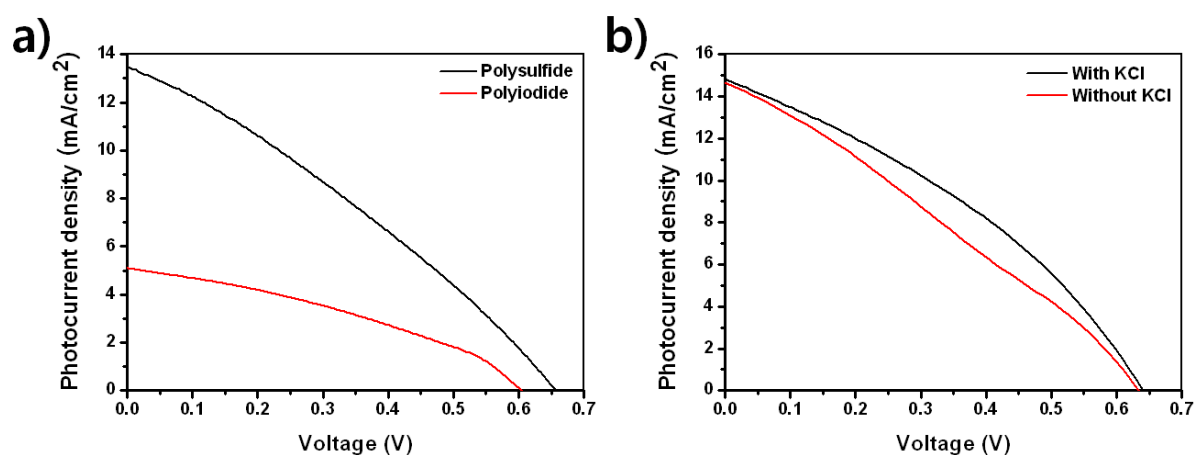 a)
Photocurrent density (mA/cm²)
14
12
10
8
6
4
2
0
Polysulfide
Polyiodide
0.0 0.1 0.2 0.3 0.4 0.5 0.6 0.7
Voltage (V)
b)
Photocurrent density (mA/cm²)
16
14
12
10
8
6
4
2
0
With KCl
Without KCl
0.0 0.1 0.2 0.3 0.4 0.5 0.6 0.7
Voltage (V)